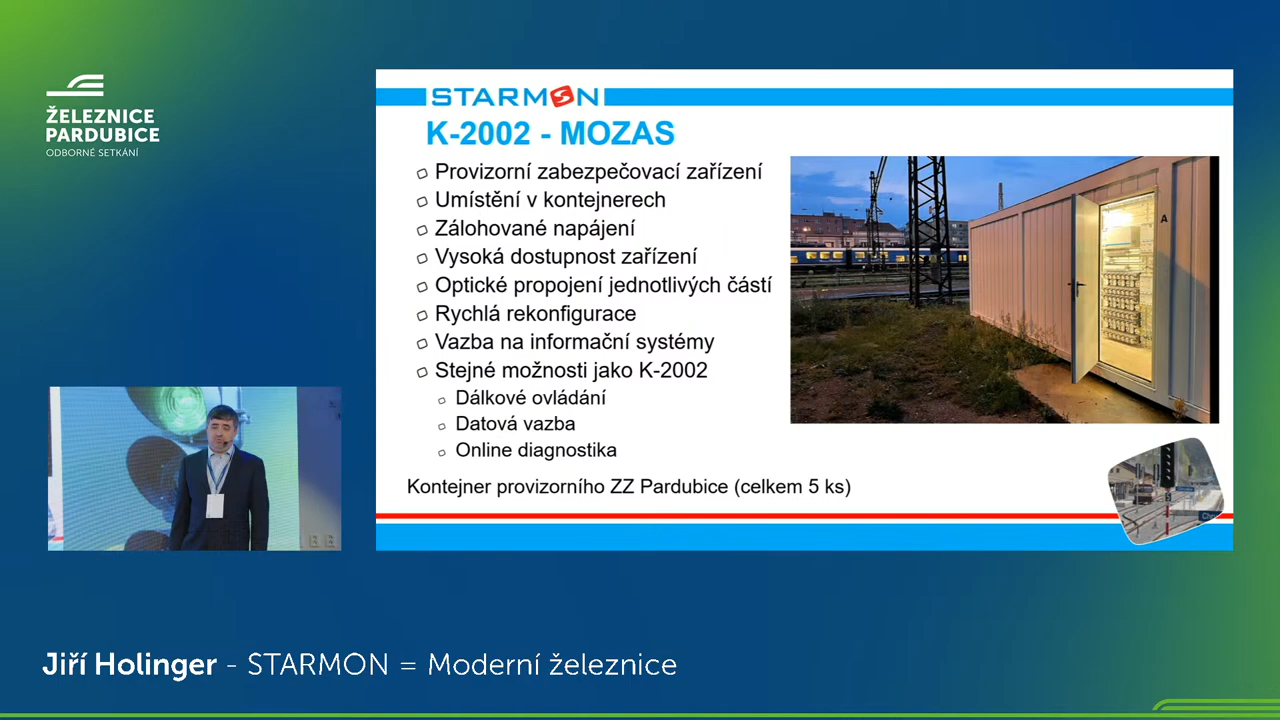 ŽELEZNICE
PARDUBICE
ODBORNÉ SETKÁNÍ
STARMON
K-2002 - MOZAS
Provizorní zabezpečovací zařízení
Umístění v kontejnerech
Zálohované napájení
Vysoká dostupnost zařízení
Optické propojení jednotlivých částí
Rychlá rekonfigurace
Vazba na informační systémy
Stejné možnosti jako K-2002
Dálkové ovládání
Datová vazba
Online diagnostika
A
Kontejner provizorního ZZ Pardubice (celkem 5 ks)
Jiří Holinger - STARMON = Moderní železnice